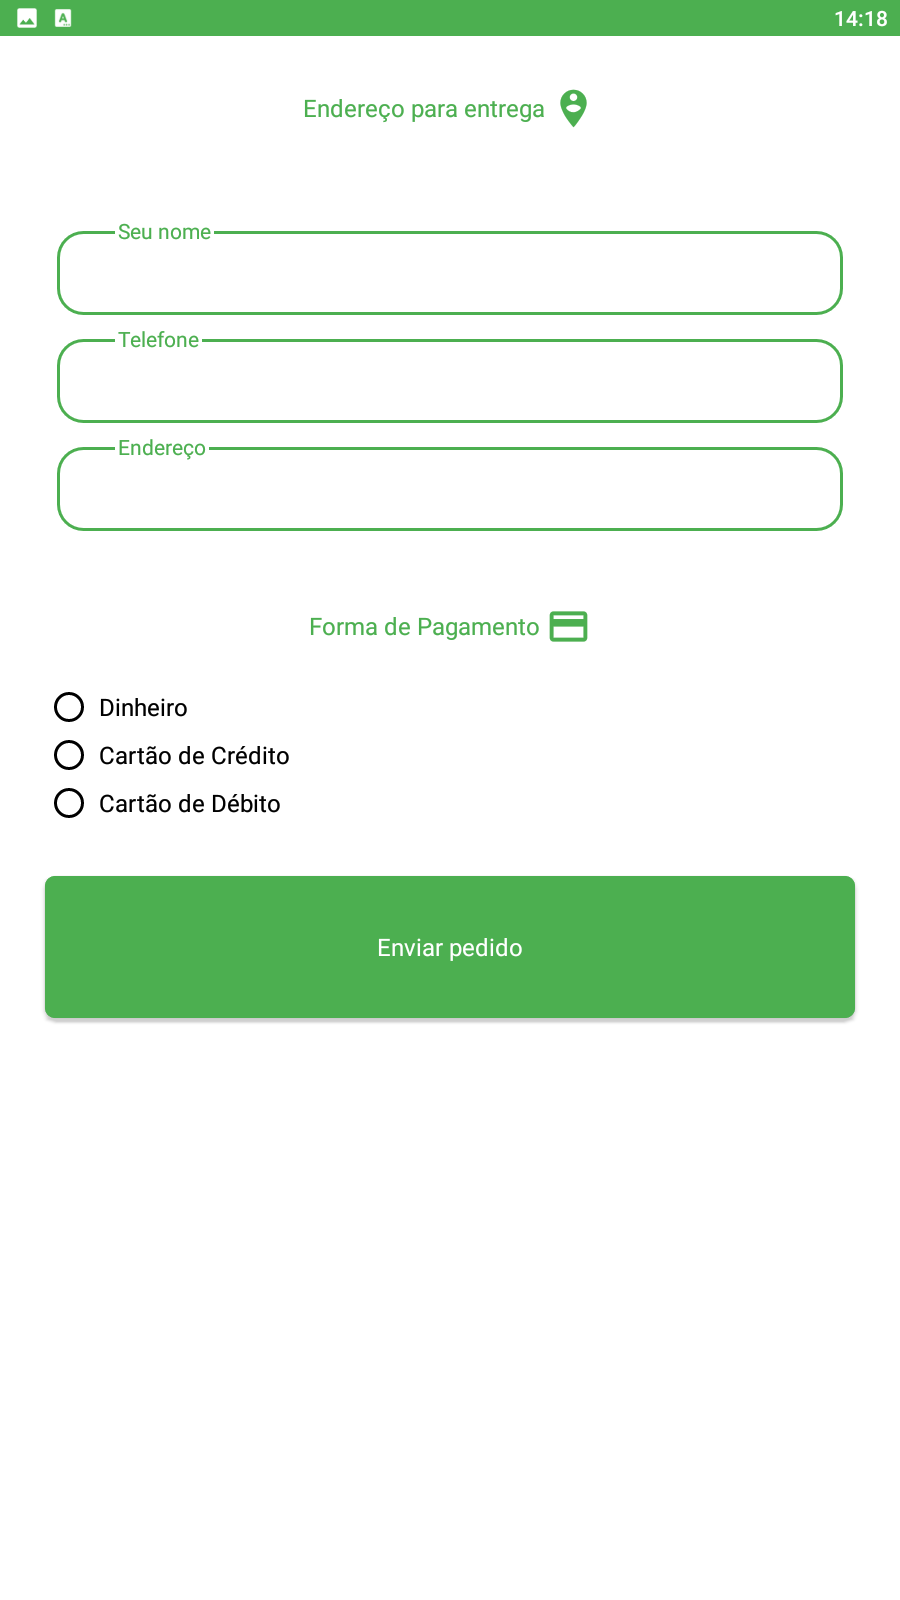 14:18
Endereço para entrega
Seu nome
Telefone
Endereço
Forma de Pagamento
Dinheiro
Cartão de Crédito
Cartão de Débito
Enviar pedido